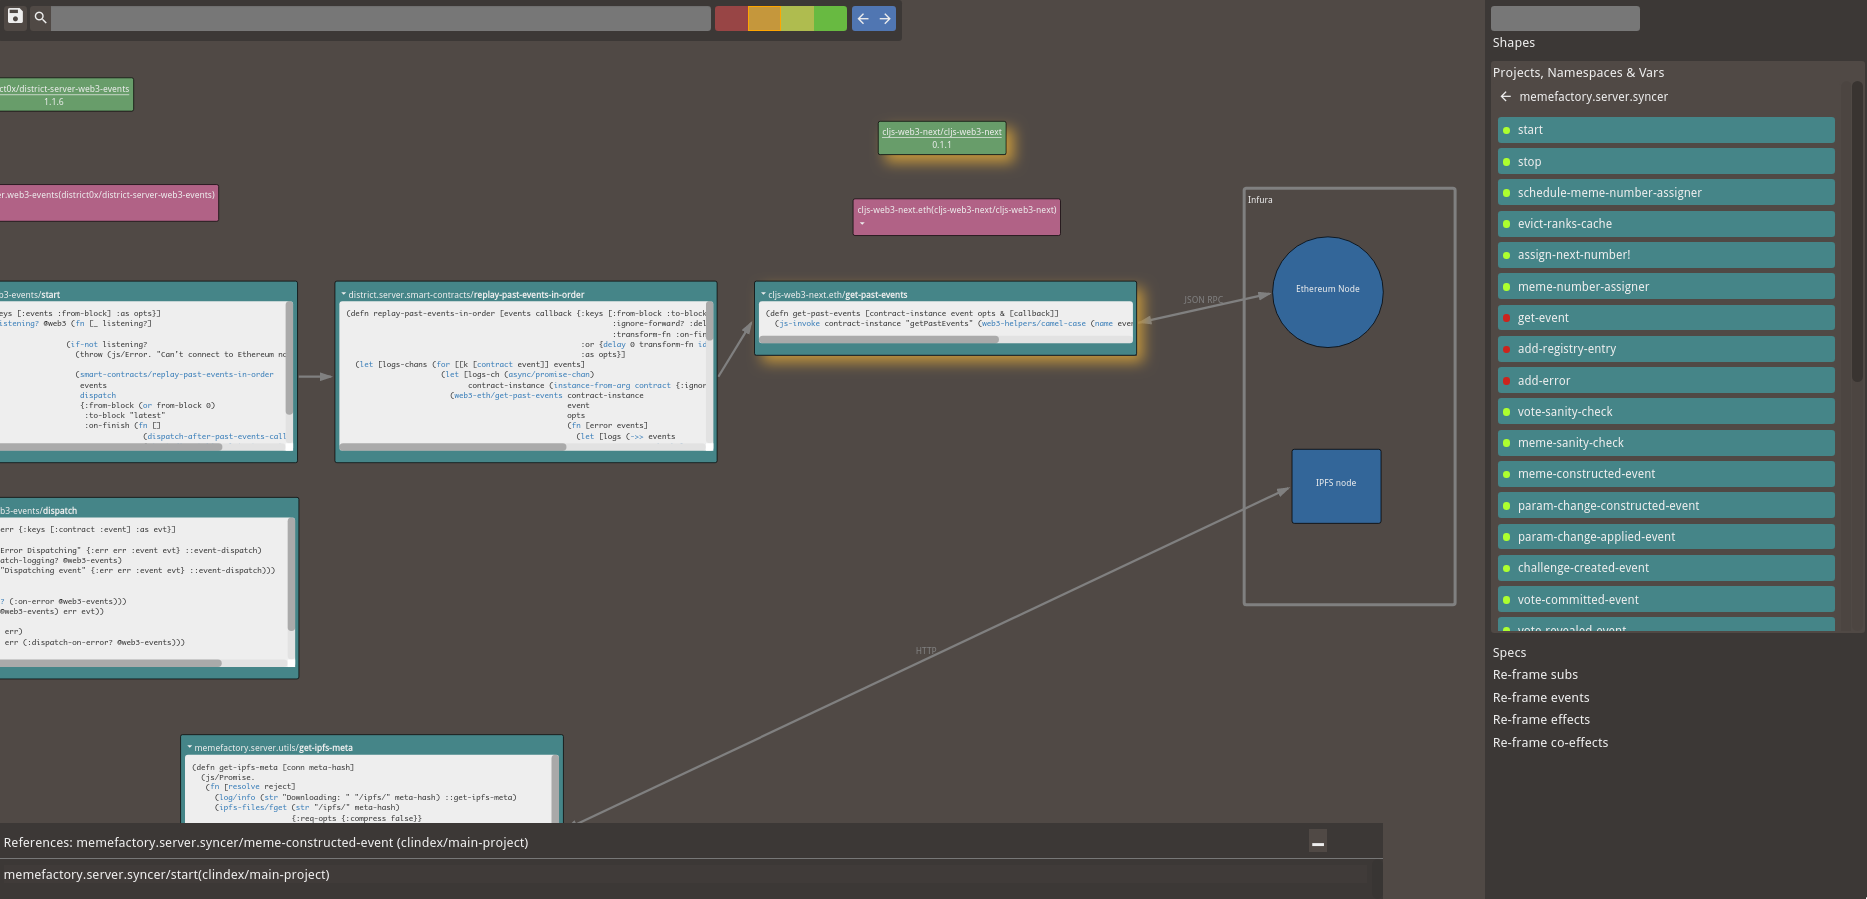 ct0x/district-server-web3-events
1.1.6
er.web3-events(district0x/district-server-web3-events)
cljs-web3-next/cljs-web3-next
0.1.1
cljs-web3-next.eth(cljs-web3-next/cljs-web3-next)
b3-events/start
eys [:events :from-block] :as opts}]
istening? @web3 (fn [_ listening?]
(if-not listening?
(throw (js/Error. "Can't connect to Ethereum no
(smart-contracts/replay-past-events-in-order
events
dispatch
{:from-block (or from-block 0)
:to-block "latest"
:on-finish (fn []
(dispatch-after-past-events-call
district.server.smart-contracts/replay-past-events-in-order
(defn replay-past-events-in-order [events callback {:keys [:from-block :to-block
:ignore-forward? :del
:transform-fn :on-fin
:or {delay 0 transform-fn id
:as opts}]
(let [logs-chans (for [[k [contract event]] events]
(let [logs-ch (async/promise-chan)
contract-instance (instance-from-arg contract {:ignor
(web3-eth/get-past-events contract-instance
event
opts
(fn [error events]
(let [logs (->> events
cljs-web3-next.eth/get-past-events
(defn get-past-events [contract-instance event opts & [callback]]
(js-invoke contract-instance "getPastEvents" (web3-helpers/camel-case (name even
JSON RPC
Infura
Ethereum Node
IPFS node
HTTP
b3-events/dispatch
err {:keys [:contract :event] :as evt}]
Error Dispatching" {:err err :event evt} ::event-dispatch)
atch-logging? @web3-events)
"Dispatching event" {:err err :event evt} ::event-dispatch)))
? (:on-error @web3-events)))
@web3-events) err evt))
err)
err (:dispatch-on-error? @web3-events)))
memefactory.server.utils/get-ipfs-meta
(defn get-ipfs-meta [conn meta-hash]
(js/Promise.
(fn [resolve reject]
(log/info (str "Downloading: " "/ipfs/" meta-hash) ::get-ipfs-meta)
(ipfs-files/fget (str "/ipfs/" meta-hash)
{:req-opts {:compress false}}
References: memefactory.server.syncer/meme-constructed-event (clindex/main-project)
memefactory.server.syncer/start(clindex/main-project)
Shapes
Projects, Namespaces & Vars
memefactory.server.syncer
start
stop
schedule-meme-number-assigner
evict-ranks-cache
assign-next-number!
meme-number-assigner
get-event
add-registry-entry
add-error
vote-sanity-check
meme-sanity-check
meme-constructed-event
param-change-constructed-event
param-change-applied-event
challenge-created-event
vote-committed-event
vote-revealed-event
Specs
Re-frame subs
Re-frame events
Re-frame effects
Re-frame co-effects